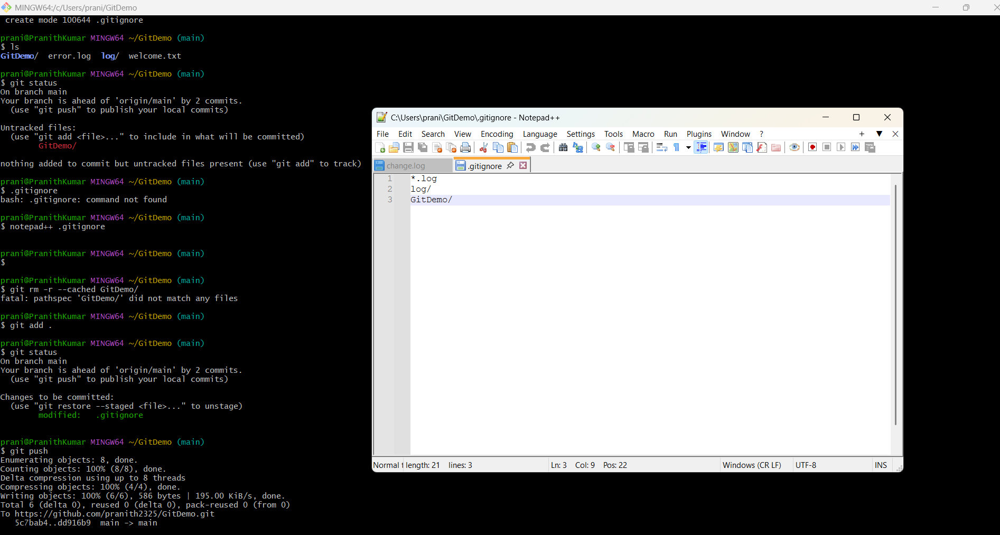 MINGW64:/c/Users/prani/GitDemo
create mode 100644 .gitignore
prani@PranithKumar MINGW64 ~/GitDemo (main)
$ ls
GitDemo/  error.log  log/  welcome.txt
prani@PranithKumar MINGW64 ~/GitDemo (main)
$ git status
On branch main
Your branch is ahead of 'origin/main' by 2 commits.
  (use "git push" to publish your local commits)
Untracked files:
  (use "git add <file>..." to include in what will be committed)
        GitDemo/
nothing added to commit but untracked files present (use "git add" to track)
prani@PranithKumar MINGW64 ~/GitDemo (main)
$ .gitignore
bash: .gitignore: command not found
prani@PranithKumar MINGW64 ~/GitDemo (main)
$ notepad++ .gitignore
prani@PranithKumar MINGW64 ~/GitDemo (main)
$
prani@PranithKumar MINGW64 ~/GitDemo (main)
$ git rm -r --cached GitDemo/
fatal: pathspec 'GitDemo/' did not match any files
prani@PranithKumar MINGW64 ~/GitDemo (main)
$ git add .
prani@PranithKumar MINGW64 ~/GitDemo (main)
$ git status
On branch main
Your branch is ahead of 'origin/main' by 2 commits.
  (use "git push" to publish your local commits)
Changes to be committed:
  (use "git restore --staged <file>..." to unstage)
        modified:   .gitignore
prani@PranithKumar MINGW64 ~/GitDemo (main)
$ git push
Enumerating objects: 8, done.
Counting objects: 100% (8/8), done.
Delta compression using up to 8 threads
Compressing objects: 100% (4/4), done.
Writing objects: 100% (6/6), 586 bytes | 195.00 KiB/s, done.
Total 6 (delta 0), reused 0 (delta 0), pack-reused 0 (from 0)
To https://github.com/pranith2325/GitDemo.git
   5c7bab4..dd916b9  main -> main
C:\Users\prani\GitDemo\.gitignore - Notepad++
File Edit Search View Encoding Language Settings Tools Macro Run Plugins Window ?
change.log .gitignore
1 *.log
2 log/
3 GitDemo/
Normal t length: 21 lines: 3 Ln: 3 Col: 9 Pos: 22 Windows (CR LF) UTF-8 INS